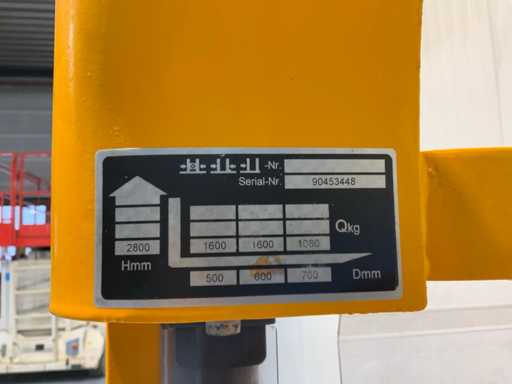 -Nr.
Serial-Nr. 90453448
Qkg
2800 1600 1600 1080
Hmm
500 600 700 Dmm